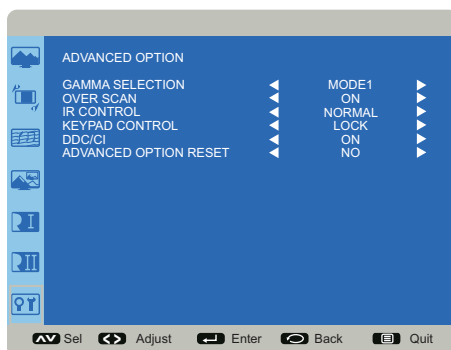 ADVANCED OPTION
GAMMA SELECTION MODE1
OVER SCAN ON
IR CONTROL NORMAL
KEYPAD CONTROL LOCK
DDC/CI ON
ADVANCED OPTION RESET NO
Sel Adjust Enter Back Quit